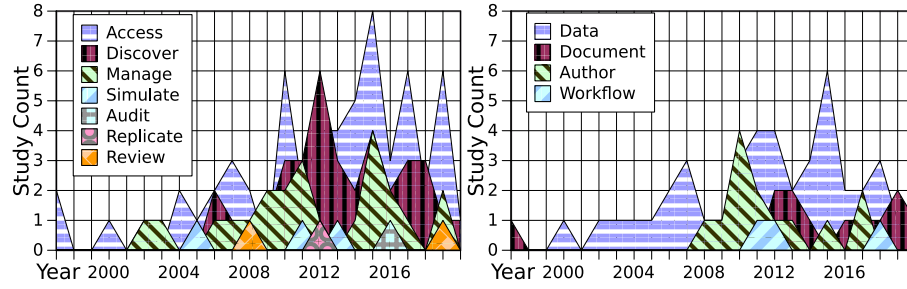 8
7
6
5
4
3
2
1
0
Study Count
Access
Discover
Manage
Simulate
Audit
Replicate
Review
Year 2000 2004 2008 2012 2016
8
7
6
5
4
3
2
1
0
Study Count
Data
Document
Author
Workflow
Year 2000 2004 2008 2012 2016